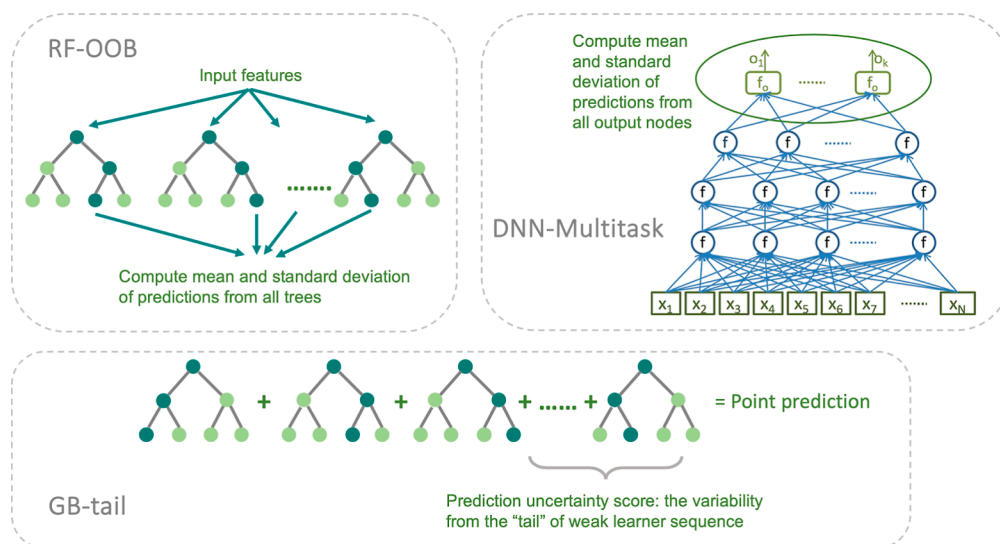 RF-OOB
Input features
........
Compute mean and standard deviation
of predictions from all trees
Compute mean
and standard
deviation of
predictions from
all output nodes
o1 ok
fo ...... fo
f f ...... f
f f f ...... f
f f f ...... f
DNN-Multitask
x1 x2 x3 x4 x5 x6 x7 ...... xN
+ + + ...... + = Point prediction
Prediction uncertainty score: the variability
from the “tail” of weak learner sequence
GB-tail